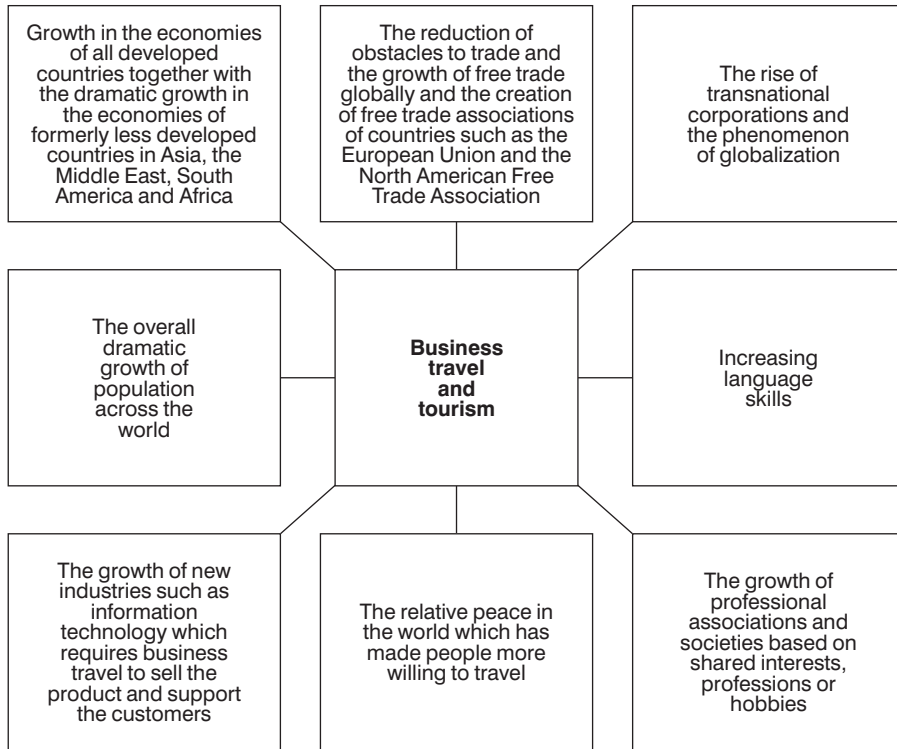 Growth in the economies
of all developed
countries together with
the dramatic growth in
the economies of
formerly less developed
countries in Asia, the
Middle East, South
America and Africa
The reduction of
obstacles to trade and
the growth of free trade
globally and the creation
of free trade associations
of countries such as the
European Union and the
North American Free
Trade Association
The rise of
transnational
corporations and
the phenomenon
of globalization
The overall
dramatic
growth of
population
across the
world
Business
travel
and
tourism
Increasing
language
skills
The growth of new
industries such as
information
technology which
requires business
travel to sell the
product and support
the customers
The relative peace in
the world which has
made people more
willing to travel
The growth of
professional
associations and
societies based on
shared interests,
professions or
hobbies